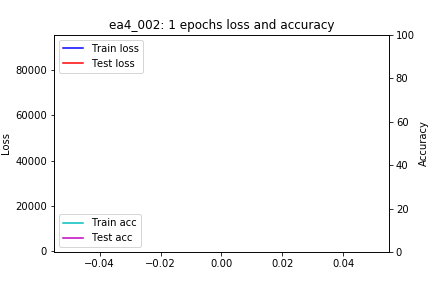 ea4_002: 1 epochs loss and accuracy
Train loss
Test loss
Train acc
Test acc
Loss
80000
60000
40000
20000
0
Accuracy
100
80
60
40
20
0
−0.04
−0.02
0.00
0.02
0.04